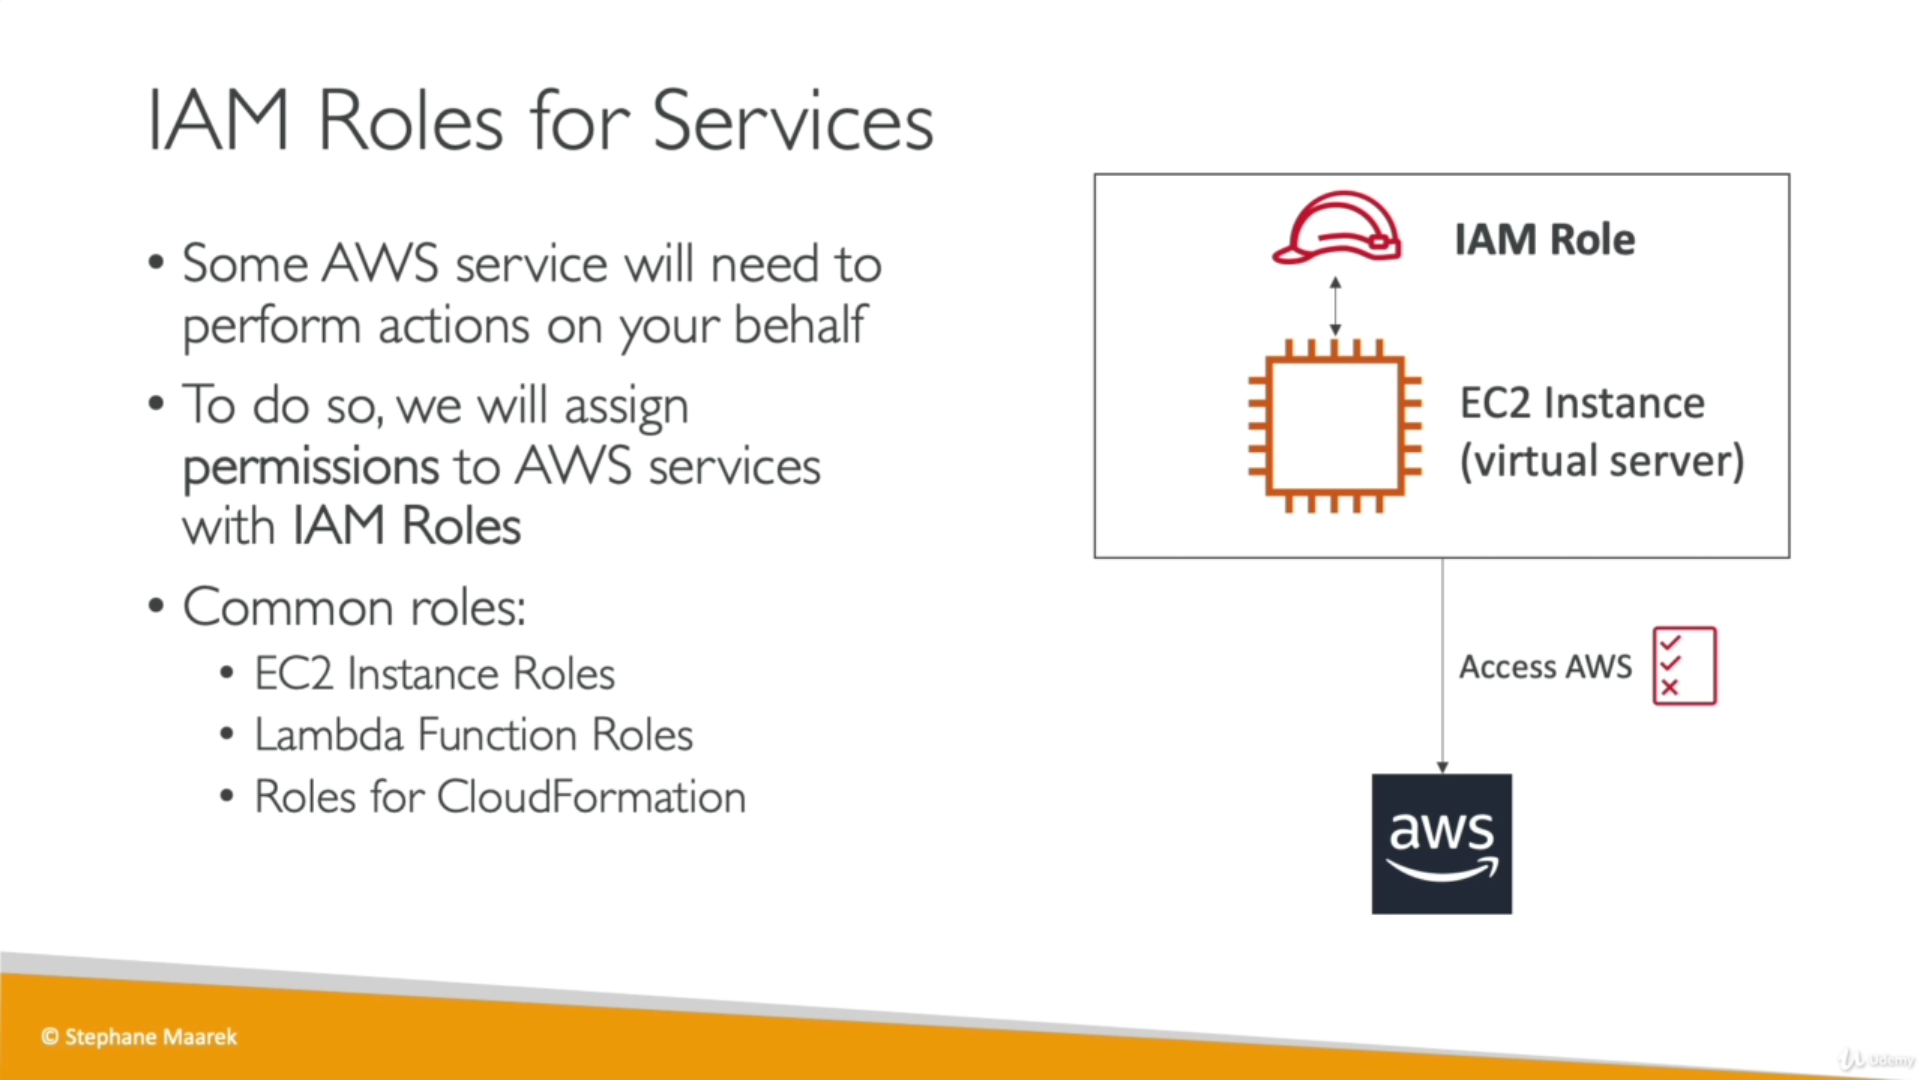 IAM Roles for Services
• Some AWS service will need to
perform actions on your behalf
• To do so, we will assign
permissions to AWS services
with IAM Roles
• Common roles:
• EC2 Instance Roles
• Lambda Function Roles
• Roles for CloudFormation
IAM Role
EC2 Instance
(virtual server)
Access AWS
aws
© Stephane Maarek
Udemy